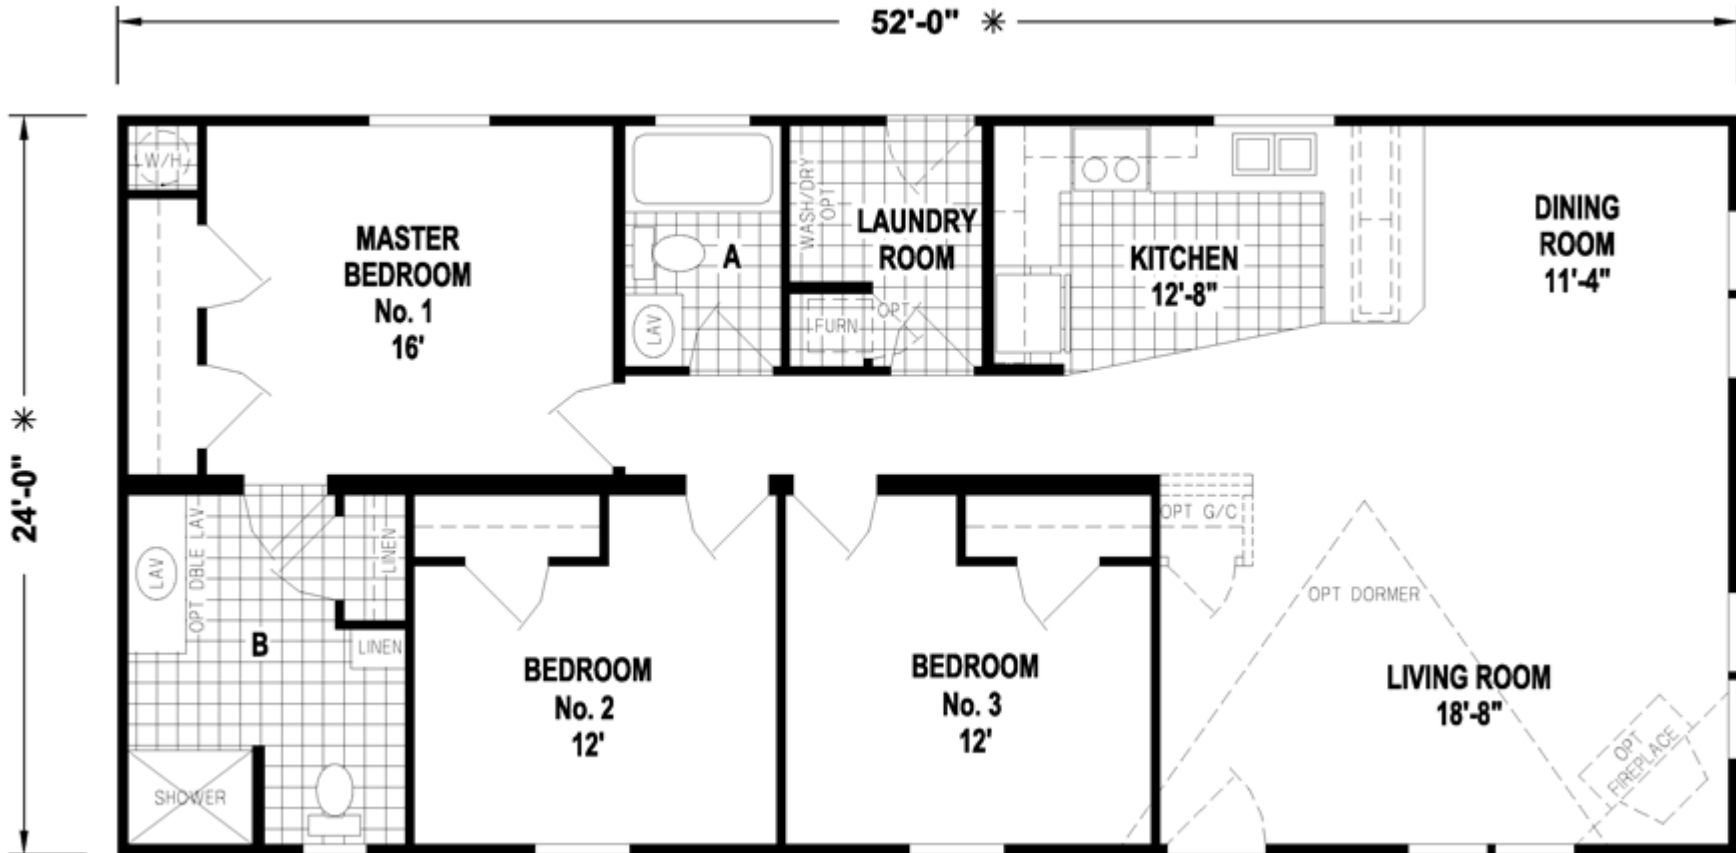 52'-0" ✳
24'-0" ✳
W/H
MASTER
BEDROOM
No. 1
16'
A
LAV
WASH/DRY
OPT
LAUNDRY
ROOM
FURN
OPT
KITCHEN
12'-8"
DINING
ROOM
11'-4"
LAV
OPT DBLE LAV
LINEN
B
LINEN
SHOWER
BEDROOM
No. 2
12'
BEDROOM
No. 3
12'
OPT G/C
OPT DORMER
LIVING ROOM
18'-8"
OPT
FIREPLACE